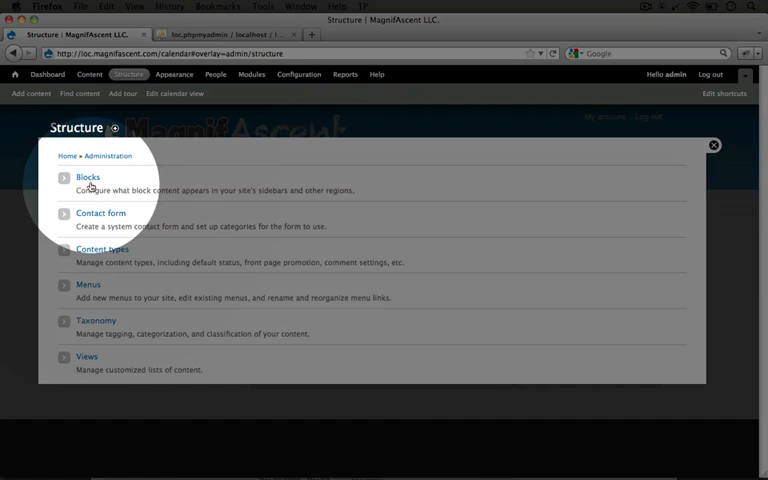 Firefox File Edit View History Bookmarks Tools Window Help
Structure | MagnifAscent LLC.
Structure | MagnifAscent LLC.
loc.phpmyadmin / localhost / l...
http://loc.magnifascent.com/calendar#overlay=admin/structure
Google
Dashboard Content Structure Appearance People Modules Configuration Reports Help
Hello admin Log out
Add content Find content Add tour Edit calendar view
Edit shortcuts
My account Log out
MagnifAscent
Structure
Home » Administration
Blocks
Configure what block content appears in your site's sidebars and other regions.
Contact form
Create a system contact form and set up categories for the form to use.
Content types
Manage content types, including default status, front page promotion, comment settings, etc.
Menus
Add new menus to your site, edit existing menus, and rename and reorganize menu links.
Taxonomy
Manage tagging, categorization, and classification of your content.
Views
Manage customized lists of content.